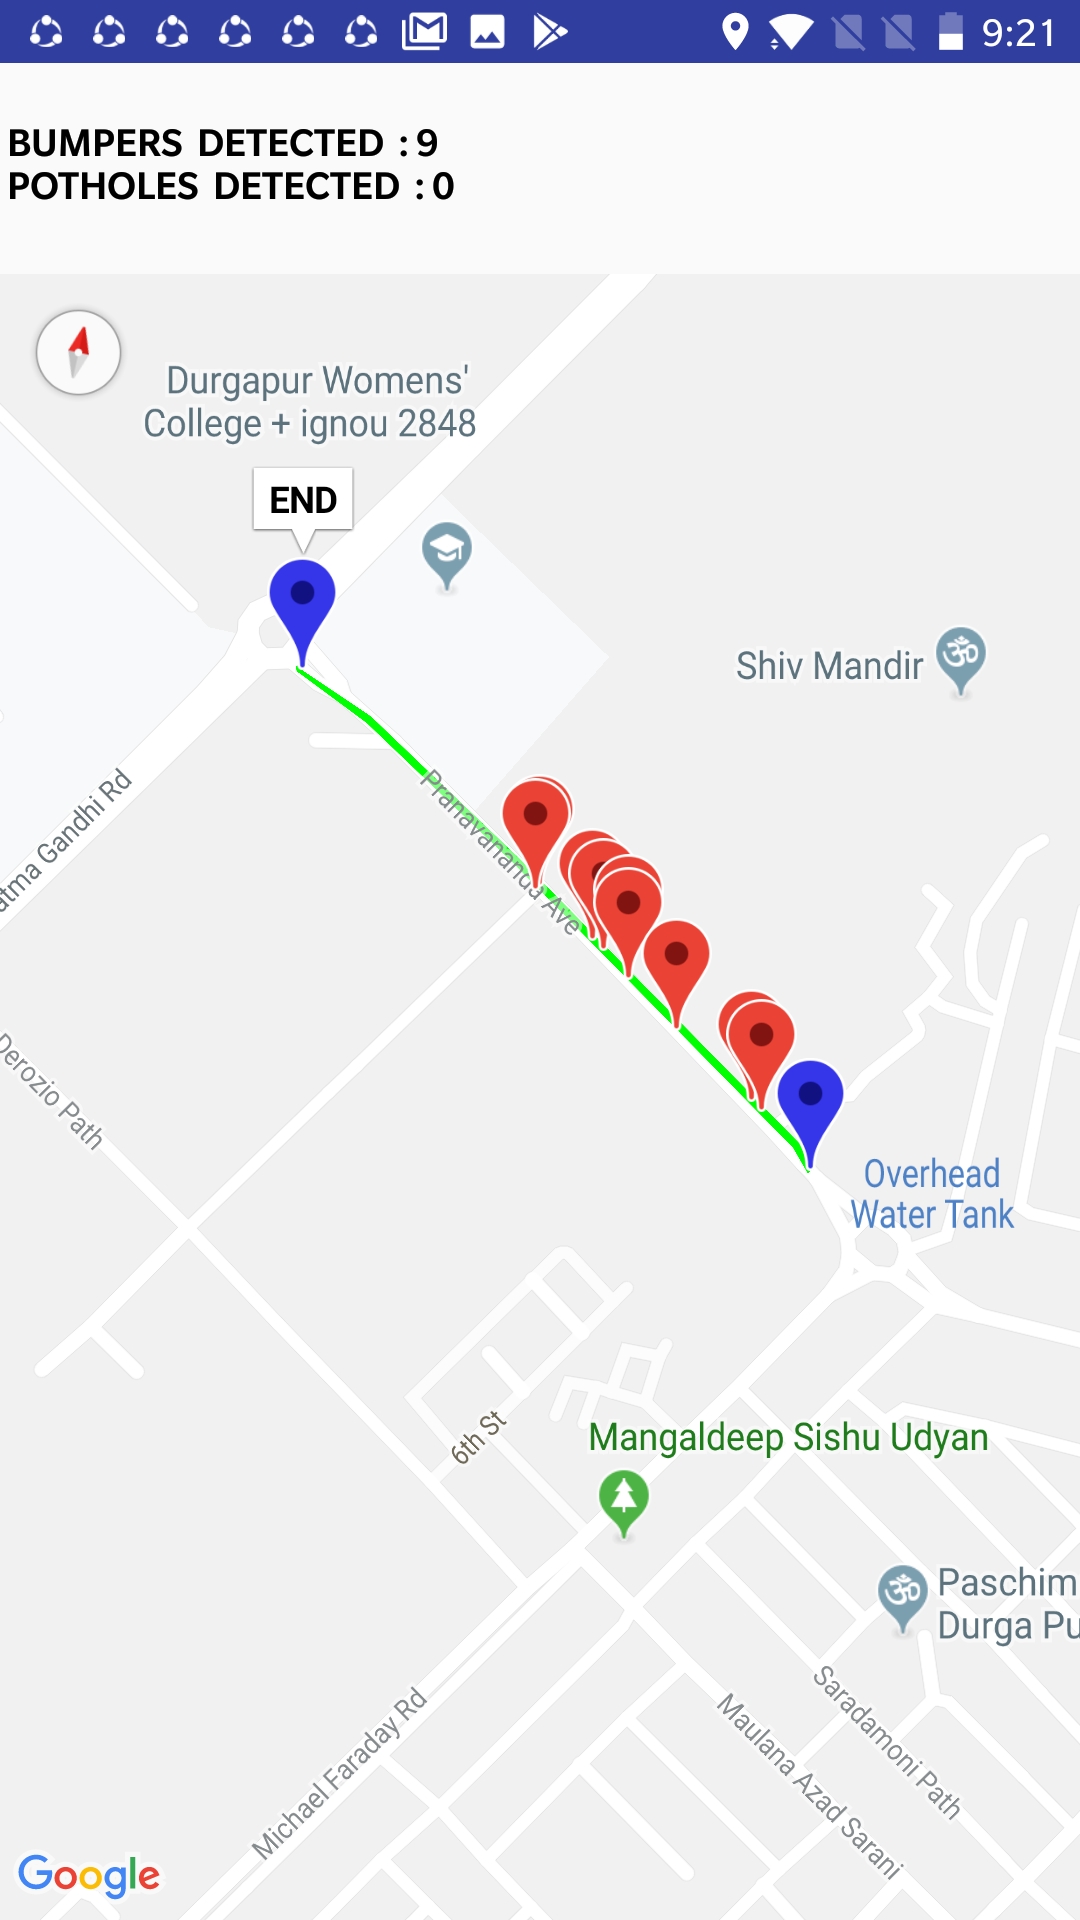 9:21
BUMPERS DETECTED : 9
POTHOLES DETECTED : 0
Durgapur Womens'
College + ignou 2848
END
Shiv Mandir
atma Gandhi Rd
Pranavananda Ave
Derozio Path
Overhead
Water Tank
6th St
Mangaldeep Sishu Udyan
ॐ Paschim
Durga Pu
Michael Faraday Rd
Saradamoni Path
Maulana Azad Sarani
Google